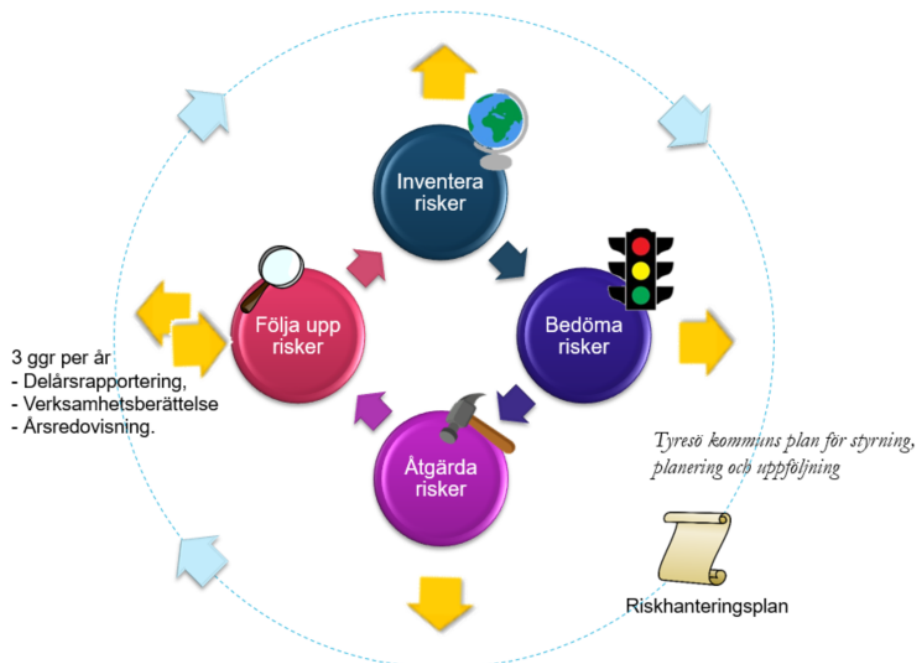 Inventera
risker
Bedöma
risker
Åtgärda
risker
Följa upp
risker
3 ggr per år
- Delårsrapportering,
- Verksamhetsberättelse
- Årsredovisning.
Tyresö kommuns plan för styrning,
planering och uppföljning
Riskhanteringsplan